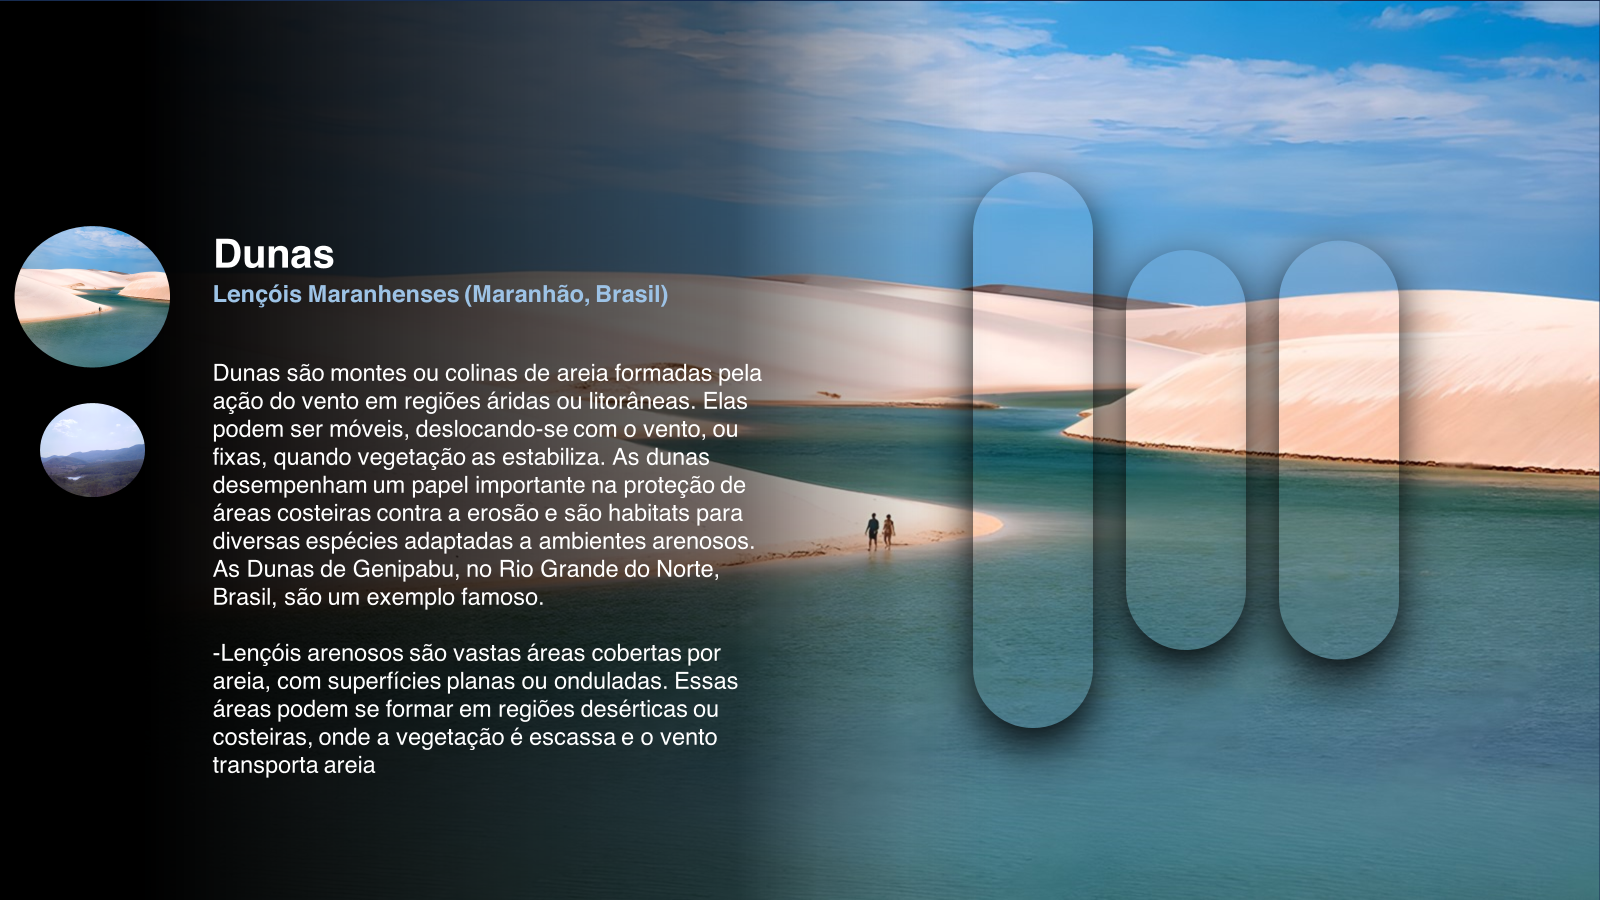 Dunas
Lençóis Maranhenses (Maranhão, Brasil)
Dunas são montes ou colinas de areia formadas pela
ação do vento em regiões áridas ou litorâneas. Elas
podem ser móveis, deslocando-se com o vento, ou
fixas, quando vegetação as estabiliza. As dunas
desempenham um papel importante na proteção de
áreas costeiras contra a erosão e são habitats para
diversas espécies adaptadas a ambientes arenosos.
As Dunas de Genipabu, no Rio Grande do Norte,
Brasil, são um exemplo famoso.
-Lençóis arenosos são vastas áreas cobertas por
areia, com superfícies planas ou onduladas. Essas
áreas podem se formar em regiões desérticas ou
costeiras, onde a vegetação é escassa e o vento
transporta areia